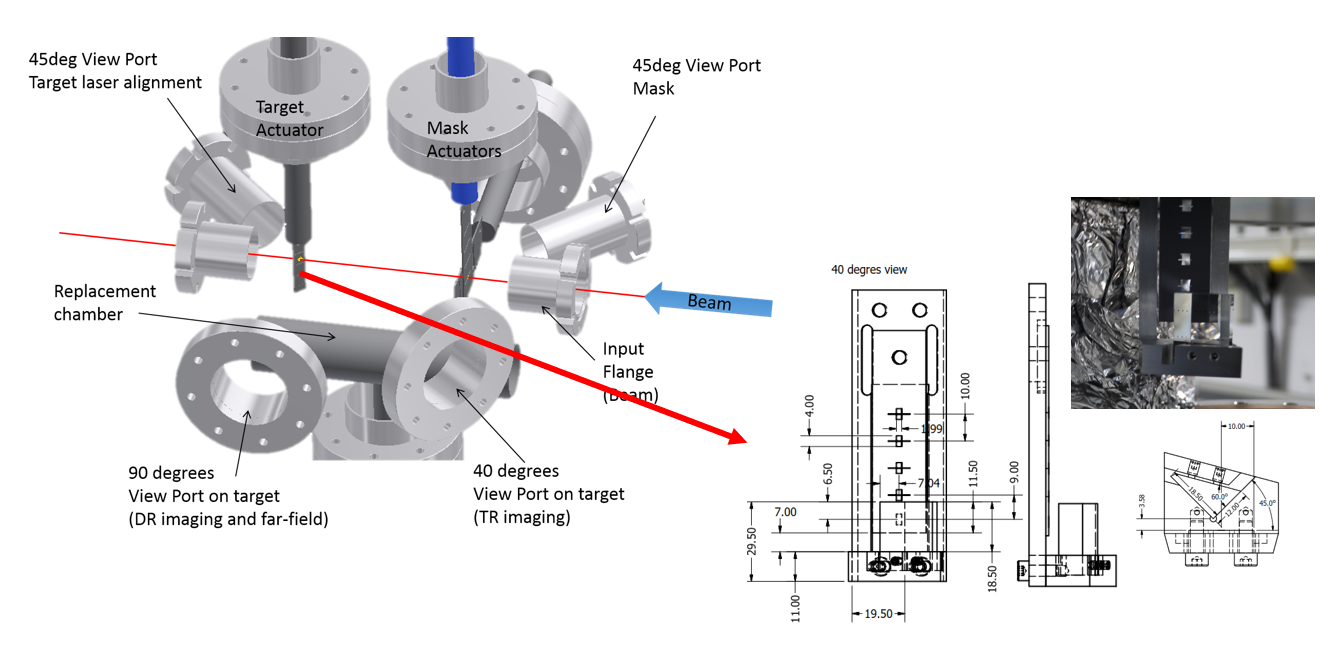 45deg View Port
Target laser alignment
Target
Actuator
Mask
Actuators
45deg View Port
Mask
Replacement
chamber
Beam
Input
Flange
(Beam)
90 degrees
View Port on target
(DR imaging and far-field)
40 degrees
View Port on target
(TR imaging)
40 degres view
4.00
10.00
1.99
6.50
7.04
11.50
9.00
7.00
29.50
18.50
11.00
19.50
10.00
3.58
18.50
60.0°
12.00
45.0°